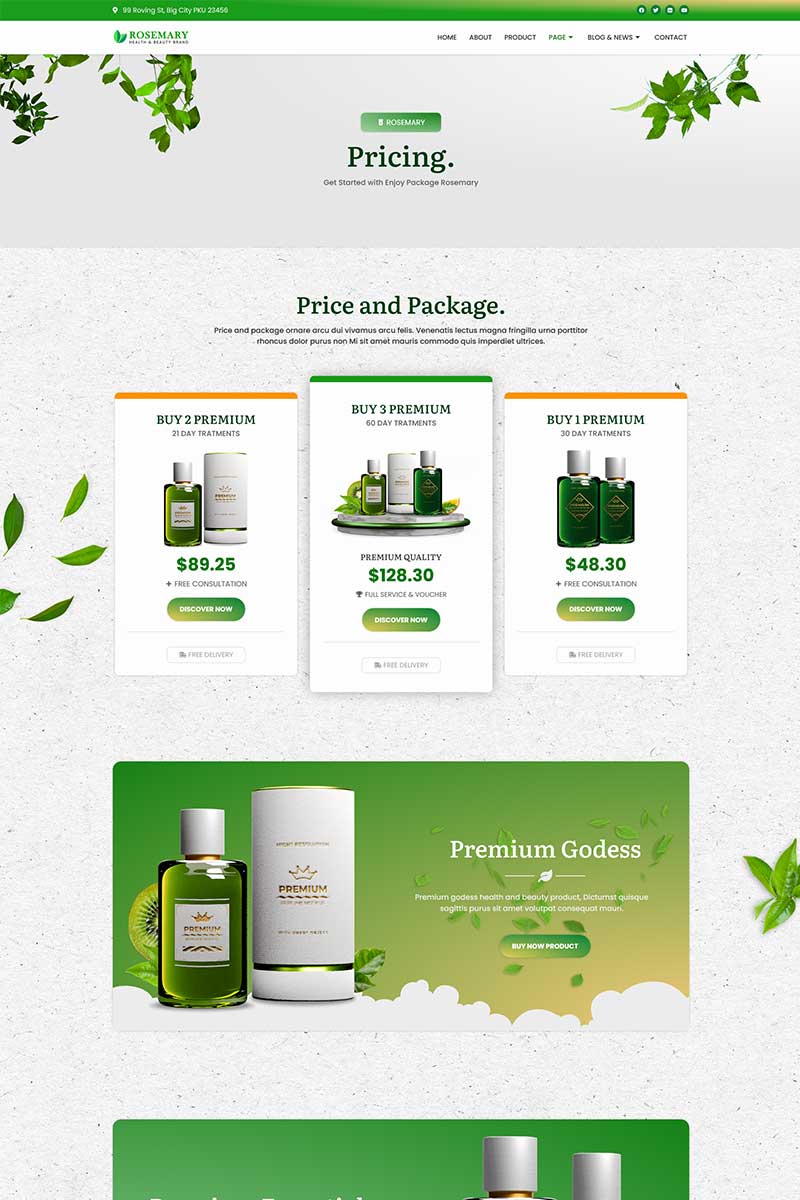 99 Roving St, Big City PKU 23456
ROSEMARY
HEALTH & BEAUTY BRAND
HOME ABOUT PRODUCT PAGE BLOG & NEWS CONTACT
ROSEMARY
Pricing.
Get Started with Enjoy Package Rosemary
Price and Package.
Price and package ornare arcu dui vivamus arcu felis. Venenatis lectus magna fringilla urna porttitor
rhoncus dolor purus non Mi sit amet mauris commodo quis imperdiet ultrices.
BUY 2 PREMIUM
21 DAY TRATMENTS
PREMIUM
PREMIUM
$89.25
FREE CONSULTATION
DISCOVER NOW
FREE DELIVERY
BUY 3 PREMIUM
60 DAY TRATMENTS
PREMIUM QUALITY
$128.30
FULL SERVICE & VOUCHER
DISCOVER NOW
FREE DELIVERY
BUY 1 PREMIUM
30 DAY TRATMENTS
PREMIUM
PREMIUM
$48.30
FREE CONSULTATION
DISCOVER NOW
FREE DELIVERY
PREMIUM
PREMIUM
Premium Godess
Premium godess health and beauty product, Dictumst quisque
sagittis purus sit amet volutpat consequat mauri.
BUY NOW PRODUCT